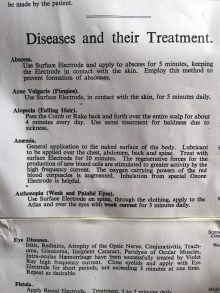 be made by the patient.
Diseases and their Treatment.
Abscess.
Use Surface Electrode and apply to abscess for 5 minutes, keeping
the Electrode in contact with the skin. Employ this method to
prevent formation of abscesses.
Acne Vulgaris (Pimples).
Use Surface Electrode, in contact with the skin, for 5 minutes daily.
Alopecia (Falling Hair).
Pass the Comb or Rake back and forth over the entire scalp for about
4 minutes every day. Use same treatment for baldness due to
sickness.
Anemia.
General application to the naked surface of the body. Lubricant
to be applied over the chest, abdomen, back and spine. Treat with
surface Electrode for 10 minutes. The regenerative forces for the
production of new blood cells are stimulated to greater activity by the
high frequency current. The oxygen carrying powers of the red
blood corpuscles is augmented. Inhalation from special Ozone
Electrode is helpful.
Asthenopia (Weak and Painful Eyes).
Use Surface Electrode on spine, through the clothing, apply to the
Atlas and over the eyes with weak current for 3 minutes daily.
Eye Diseases.
Iritis, Redness, Atrophy of the Optic Nerve, Conjunctivitis, Trach-
oma, Glaucoma, Incipient Cataract, Paralysis of Ocular Muscles,
intra-ocular Haemorrhage have been successfully treated by Violet
Ray high frequency current. Close eyelids and apply with Eye
Electrode for short periods, not exceeding 3 minutes at one time.
Repeat as desirable.
Fistula.
Apply Rectal Electrode. Treatment, 5 to 7 minutes daily.